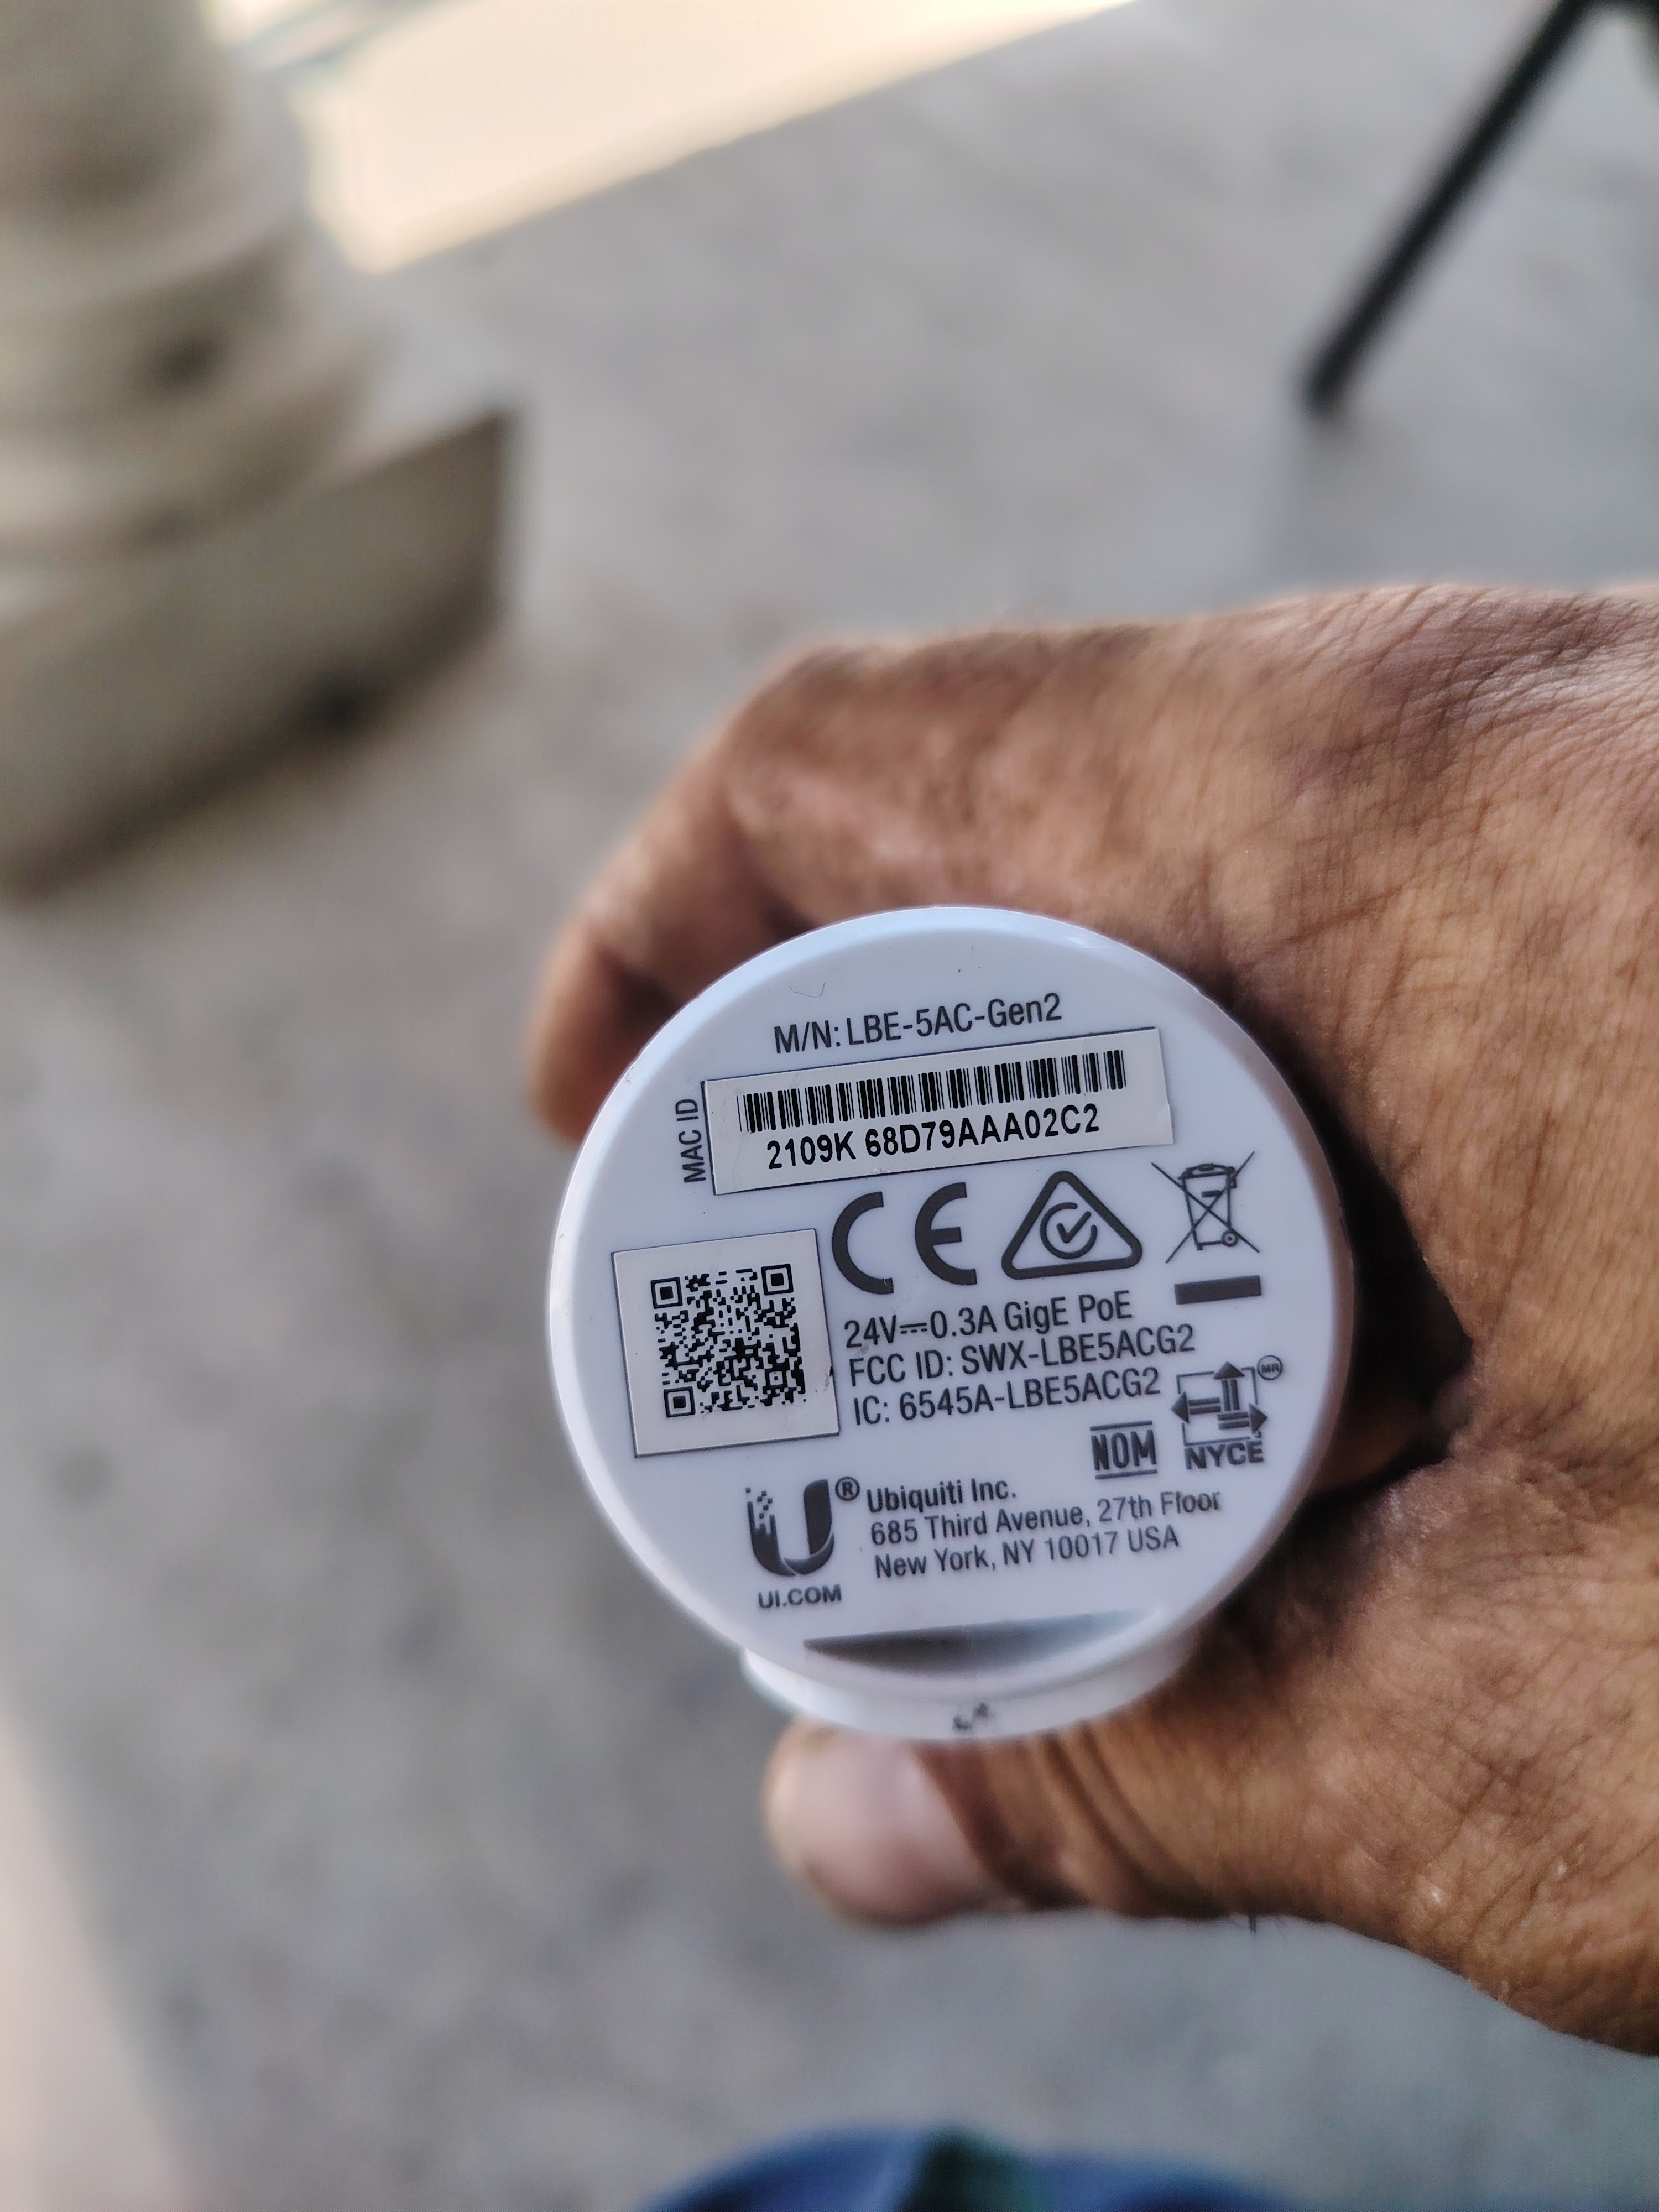 M/N: LBE-5AC-Gen2
MAC ID
2109K 68D79AAA02C2
CE
24V⎓0.3A GigE PoE
FCC ID: SWX-LBE5ACG2
IC: 6545A-LBE5ACG2
MR
NOM
NYCE
U®
UI.COM
Ubiquiti Inc.
685 Third Avenue, 27th Floor
New York, NY 10017 USA